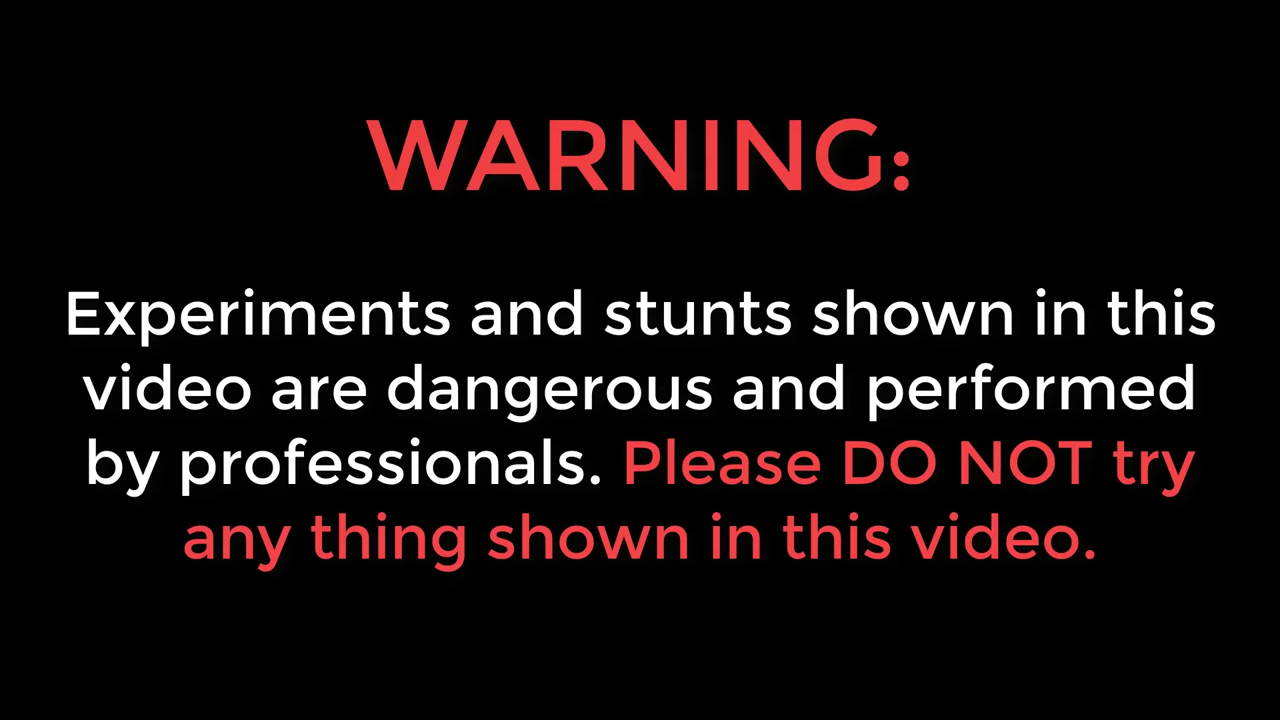 WARNING:
Experiments and stunts shown in this
video are dangerous and performed
by professionals. Please DO NOT try
any thing shown in this video.